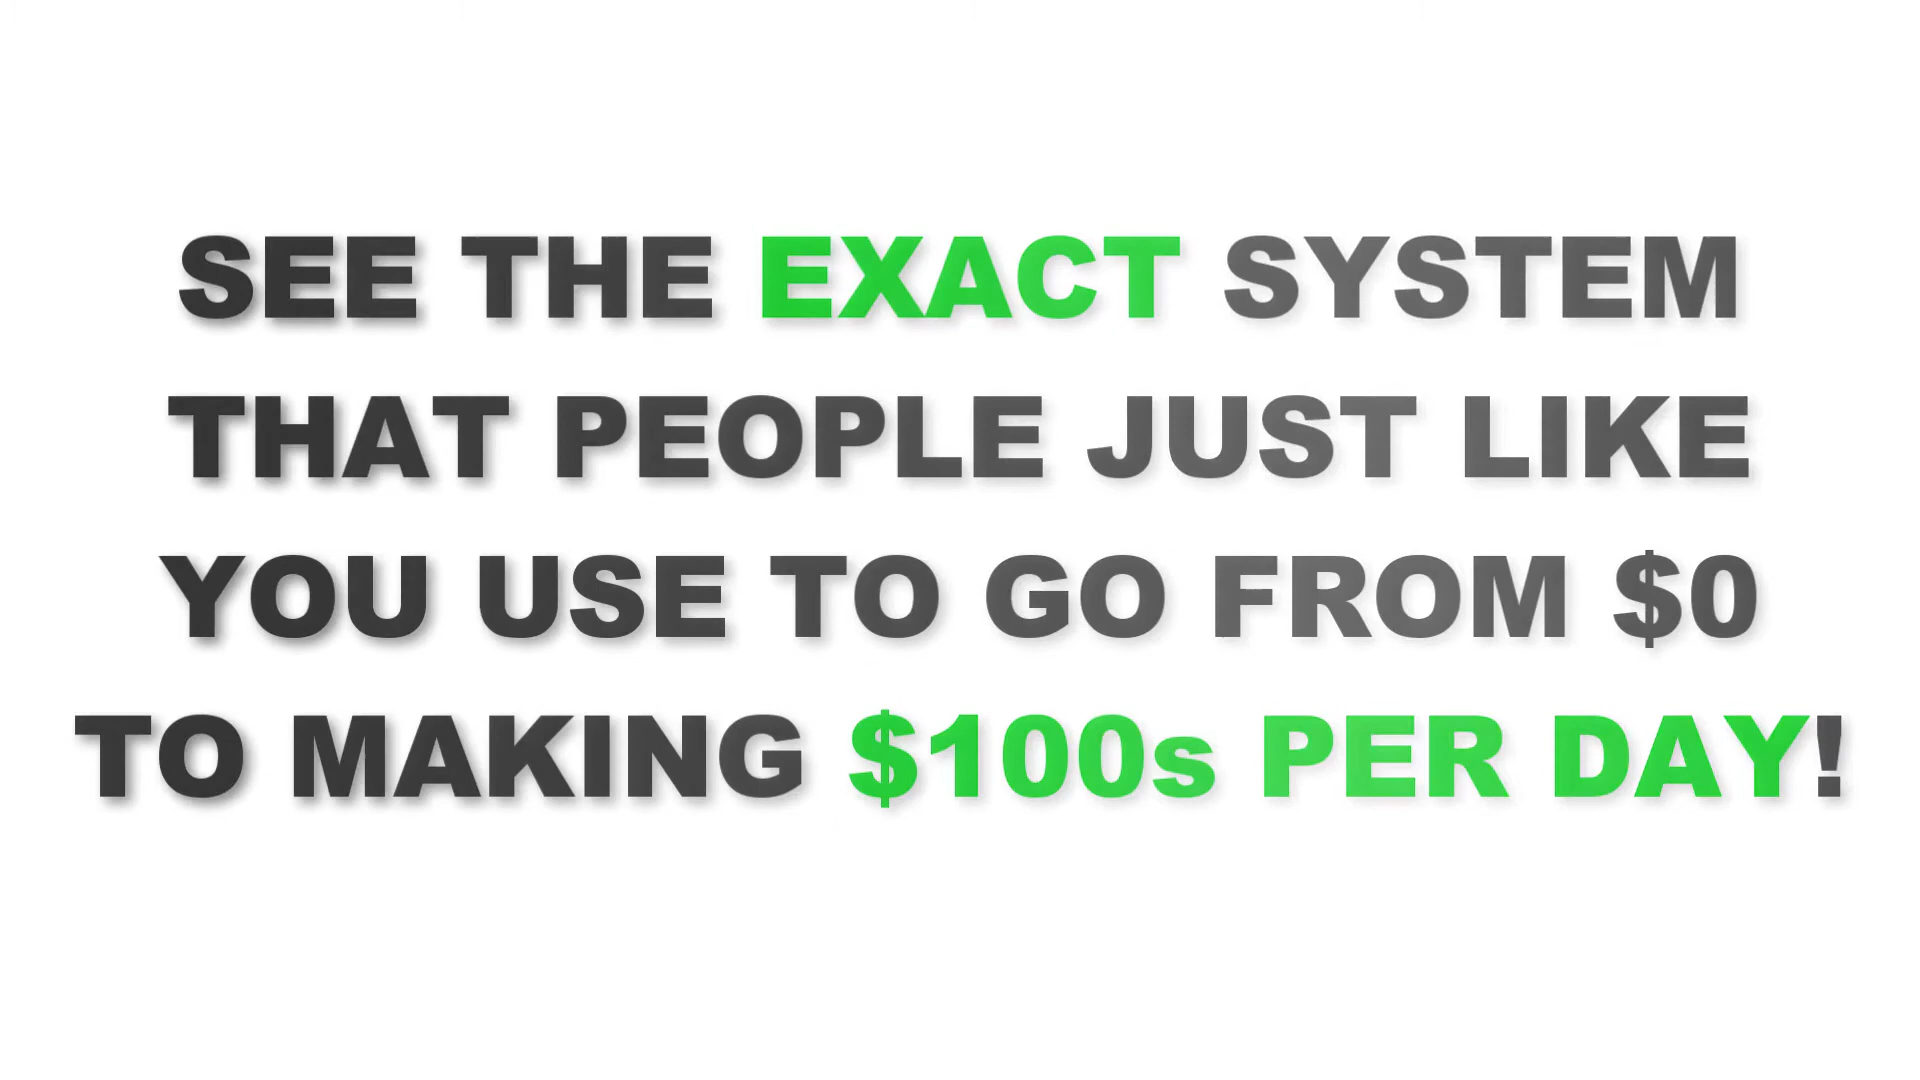 SEE THE EXACT SYSTEM
THAT PEOPLE JUST LIKE
YOU USE TO GO FROM $0
TO MAKING $100s PER DAY!